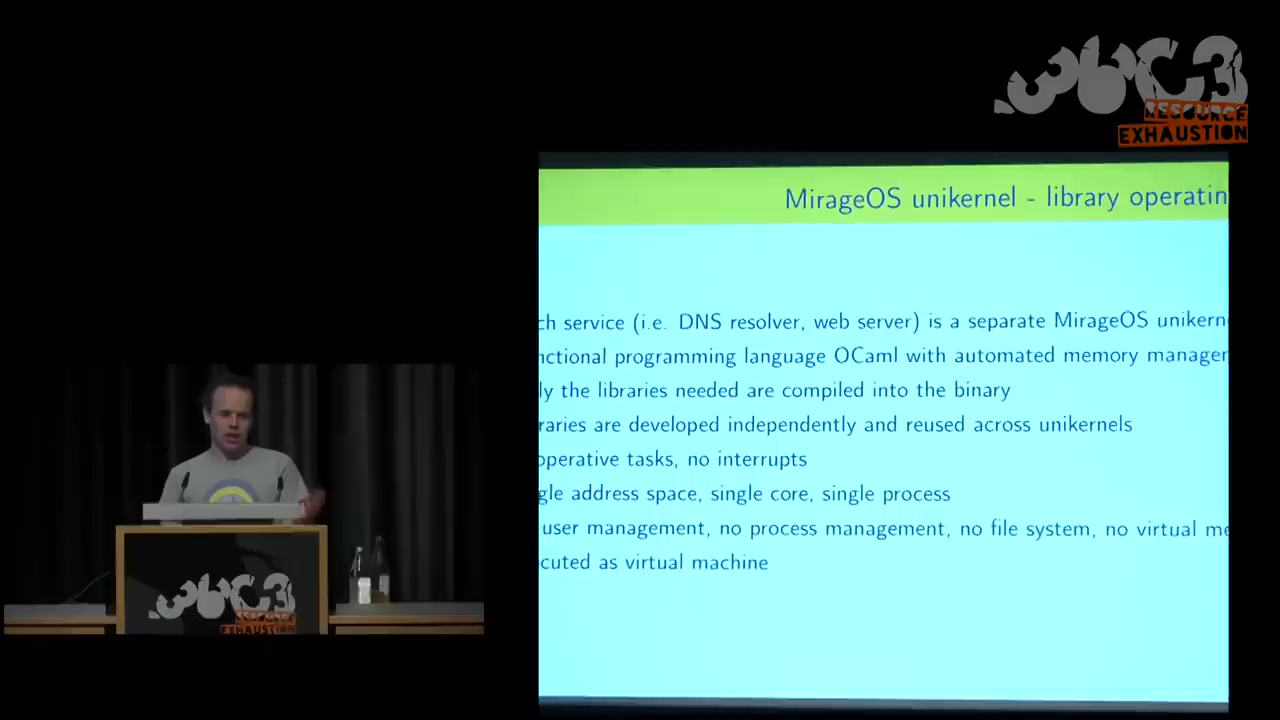 36C3
RESOURCE
EXHAUSTION
MirageOS unikernel - library operatin
ch service (i.e. DNS resolver, web server) is a separate MirageOS unikern
nctional programming language OCaml with automated memory manager
ly the libraries needed are compiled into the binary
raries are developed independently and reused across unikernels
operative tasks, no interrupts
gle address space, single core, single process
user management, no process management, no file system, no virtual me
cuted as virtual machine
36C3
RESOURCE
EXHAUSTION